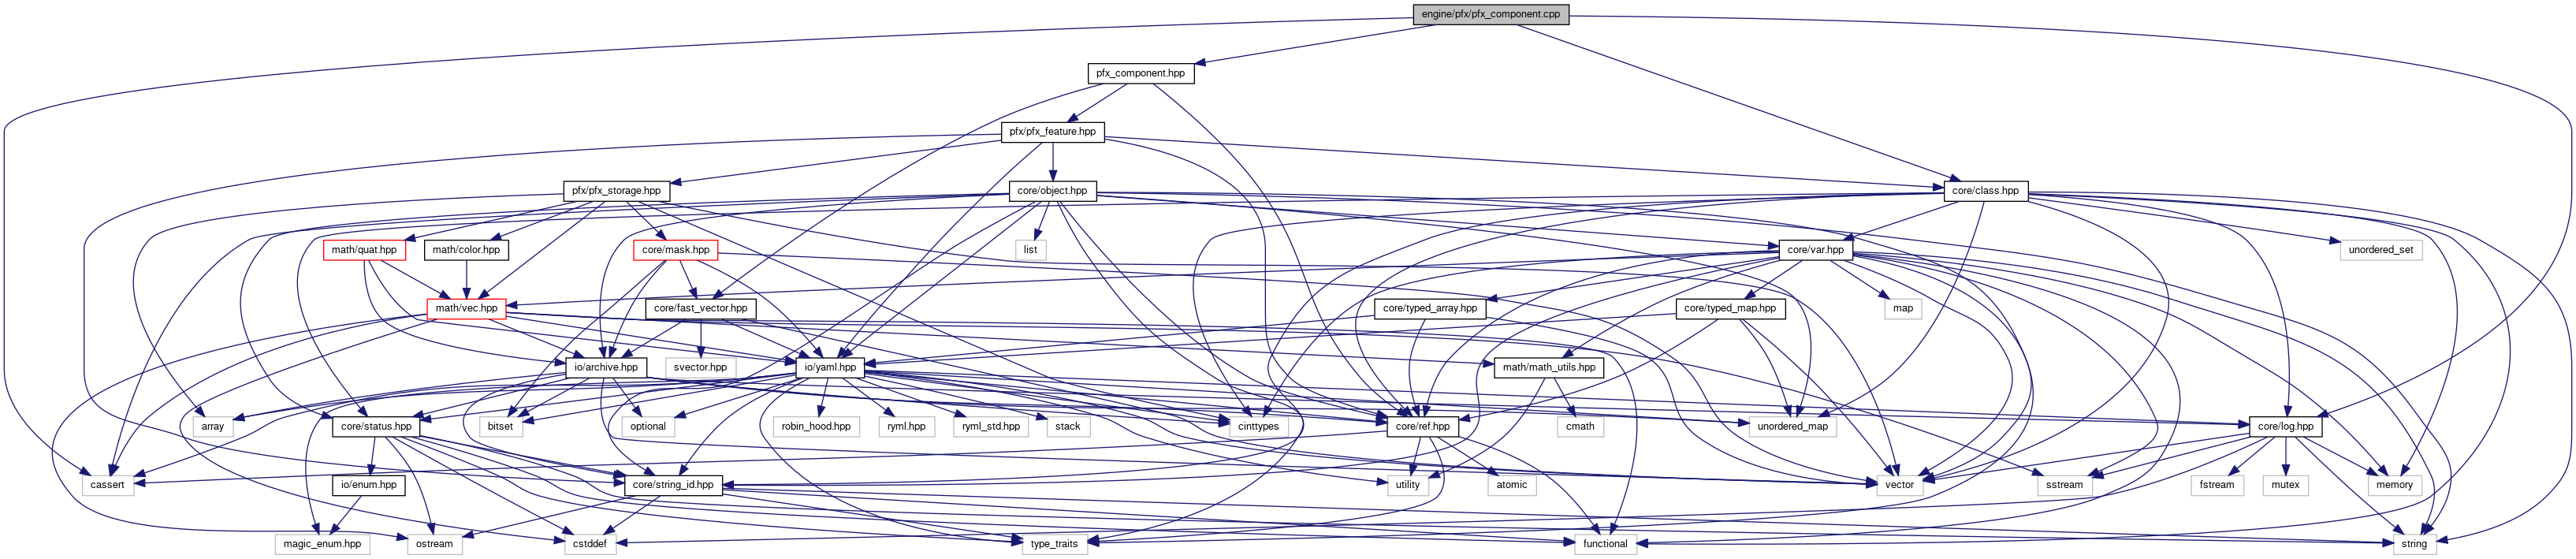 engine/pfx/pfx_component.cpp
pfx_component.hpp
pfx/pfx_feature.hpp
pfx/pfx_storage.hpp
core/object.hpp
core/class.hpp
math/quat.hpp
math/color.hpp
core/mask.hpp
list
core/var.hpp
unordered_set
math/vec.hpp
core/fast_vector.hpp
core/typed_array.hpp
core/typed_map.hpp
map
io/archive.hpp
svector.hpp
io/yaml.hpp
math/math_utils.hpp
array
core/status.hpp
bitset
optional
robin_hood.hpp
ryml.hpp
ryml_std.hpp
stack
cinttypes
core/ref.hpp
cmath
unordered_map
core/log.hpp
cassert
io/enum.hpp
core/string_id.hpp
utility
atomic
vector
sstream
fstream
mutex
memory
magic_enum.hpp
ostream
cstddef
type_traits
functional
string